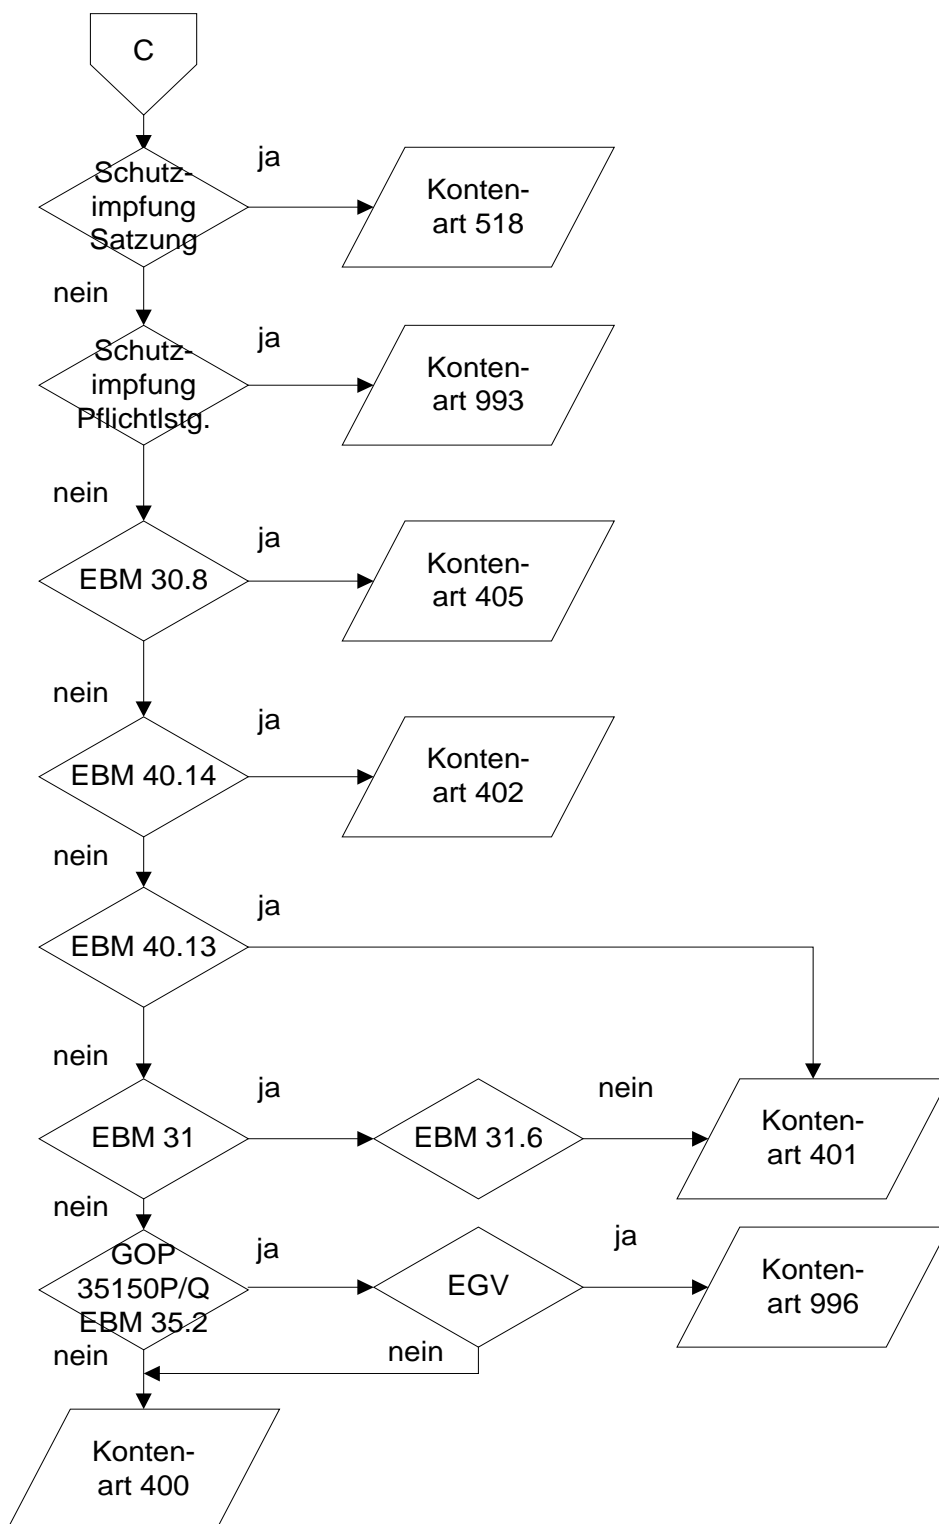 C
Schutz-
impfung
Satzung
ja
Konten-
art 518
nein
Schutz-
impfung
Pflichtlstg.
ja
Konten-
art 993
nein
EBM 30.8
ja
Konten-
art 405
nein
EBM 40.14
ja
Konten-
art 402
nein
EBM 40.13
ja
nein
EBM 31
ja
EBM 31.6
nein
Konten-
art 401
nein
GOP
35150P/Q
EBM 35.2
ja
EGV
ja
Konten-
art 996
nein
nein
Konten-
art 400